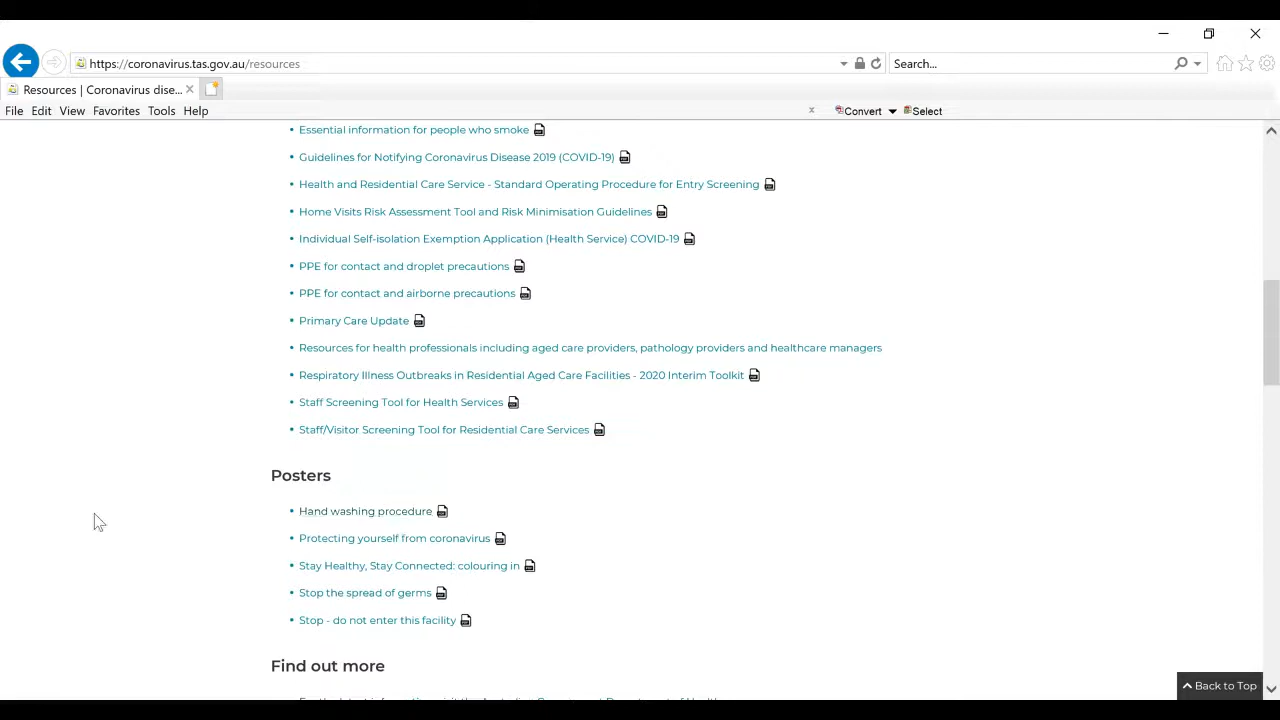 https://coronavirus.tas.gov.au/resources
Search...
Resources | Coronavirus dise...
File Edit View Favorites Tools Help
x Convert Select
Essential information for people who smoke
Guidelines for Notifying Coronavirus Disease 2019 (COVID-19)
Health and Residential Care Service - Standard Operating Procedure for Entry Screening
Home Visits Risk Assessment Tool and Risk Minimisation Guidelines
Individual Self-isolation Exemption Application (Health Service) COVID-19
PPE for contact and droplet precautions
PPE for contact and airborne precautions
Primary Care Update
Resources for health professionals including aged care providers, pathology providers and healthcare managers
Respiratory Illness Outbreaks in Residential Aged Care Facilities - 2020 Interim Toolkit
Staff Screening Tool for Health Services
Staff/Visitor Screening Tool for Residential Care Services
Posters
Hand washing procedure
Protecting yourself from coronavirus
Stay Healthy, Stay Connected: colouring in
Stop the spread of germs
Stop - do not enter this facility
Find out more
Back to Top